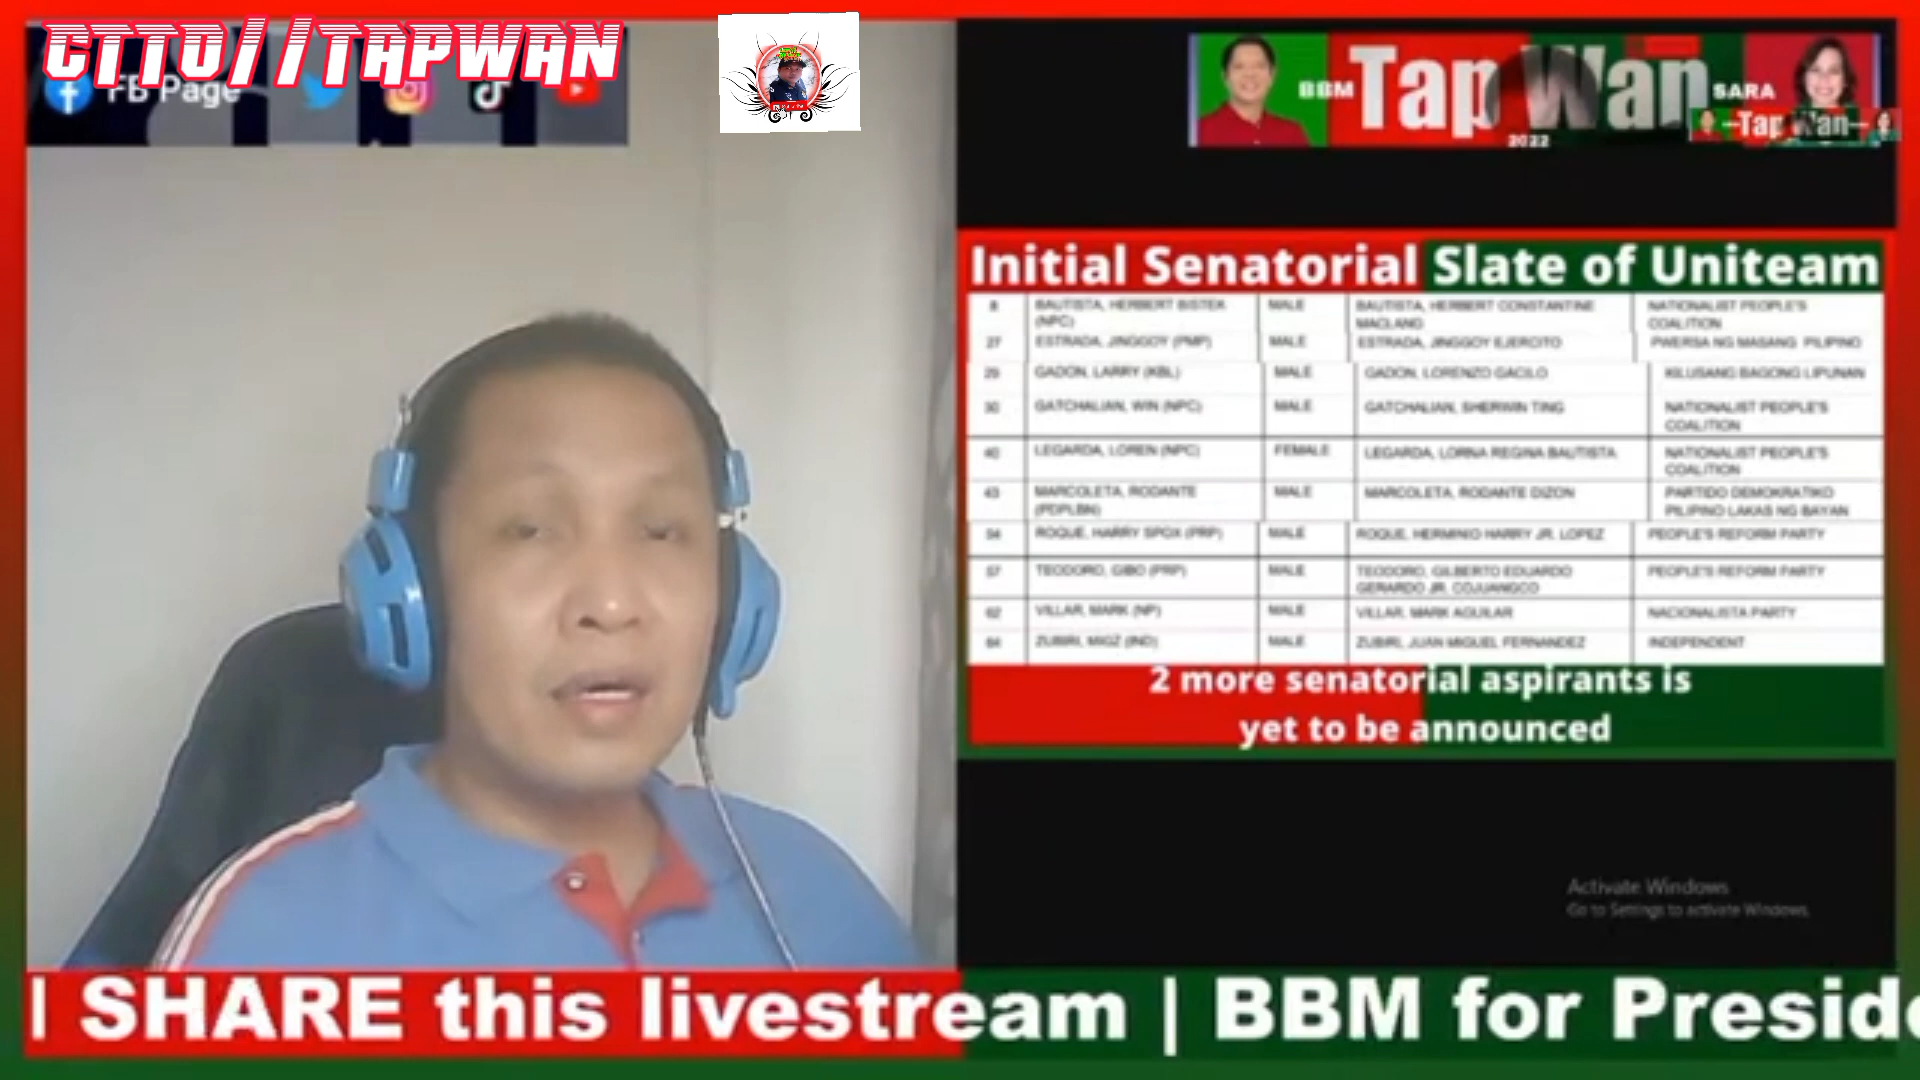 CTTO//TAPWAN
FB Page
BBM Tap Wan SARA
2022
Tap Wan
Initial Senatorial Slate of Uniteam
8 BAUTISTA, HERBERT BISTEK (NPC) MALE BAUTISTA, HERBERT CONSTANTINE MACLANG NATIONALIST PEOPLE'S COALITION
27 ESTRADA, JINGGOY (PMP) MALE ESTRADA, JINGGOY EJERCITO PWERSA NG MASANG PILIPINO
29 GADON, LARRY (KBL) MALE GADON, LORENZO GACILO KILUSANG BAGONG LIPUNAN
30 GATCHALIAN, WIN (NPC) MALE GATCHALIAN, SHERWIN TING NATIONALIST PEOPLE'S COALITION
40 LEGARDA, LOREN (NPC) FEMALE LEGARDA, LORNA REGINA BAUTISTA NATIONALIST PEOPLE'S COALITION
43 MARCOLETA, RODANTE (PDPLBN) MALE MARCOLETA, RODANTE DIZON PARTIDO DEMOKRATIKO PILIPINO LAKAS NG BAYAN
54 ROQUE, HARRY SPOX (PRP) MALE ROQUE, HERMINIO HARRY JR. LOPEZ PEOPLE'S REFORM PARTY
57 TEODORO, GIBO (PRP) MALE TEODORO, GILBERTO EDUARDO GERARDO JR. COJUANGCO PEOPLE'S REFORM PARTY
62 VILLAR, MARK (NP) MALE VILLAR, MARK AGUILAR NACIONALISTA PARTY
64 ZUBIRI, MIGZ (IND) MALE ZUBIRI, JUAN MIGUEL FERNANDEZ INDEPENDENT
2 more senatorial aspirants is
yet to be announced
Activate Windows
Go to Settings to activate Windows.
| SHARE this livestream | BBM for Preside